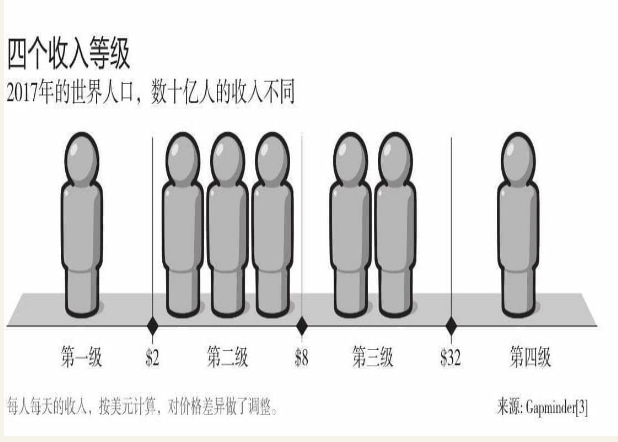 四个收入等级
2017年的世界人口，数十亿人的收入不同
第一级 $2 第二级 $8 第三级 $32 第四级
每人每天的收入，按美元计算，对价格差异做了调整。 来源: Gapminder[3]